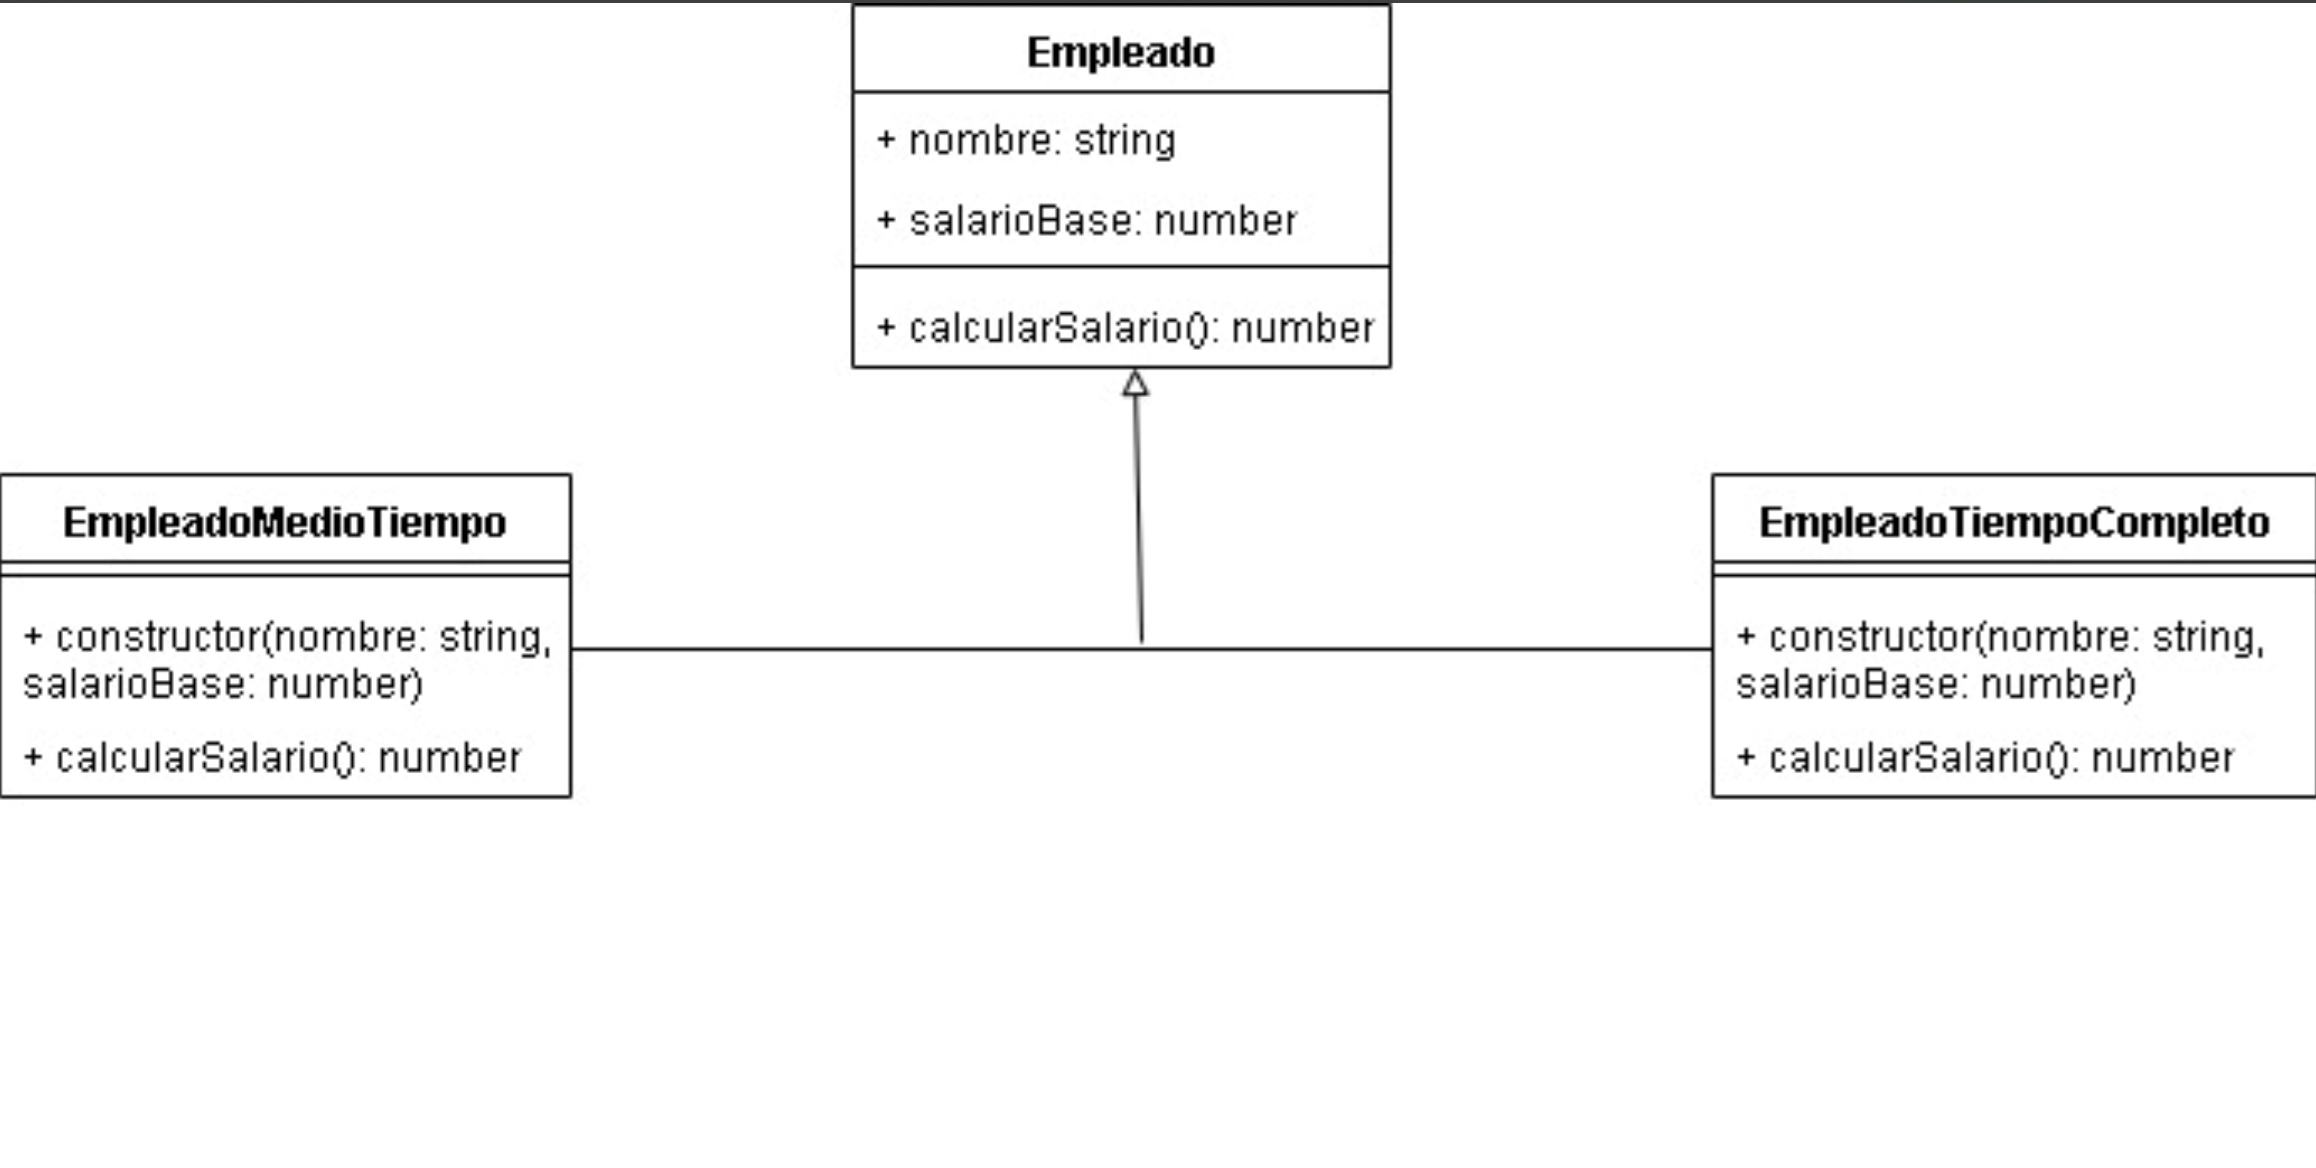 Empleado
+ nombre: string
+ salarioBase: number
+ calcularSalario(): number
EmpleadoMedioTiempo
+ constructor(nombre: string,
salarioBase: number)
+ calcularSalario(): number
EmpleadoTiempoCompleto
+ constructor(nombre: string,
salarioBase: number)
+ calcularSalario(): number